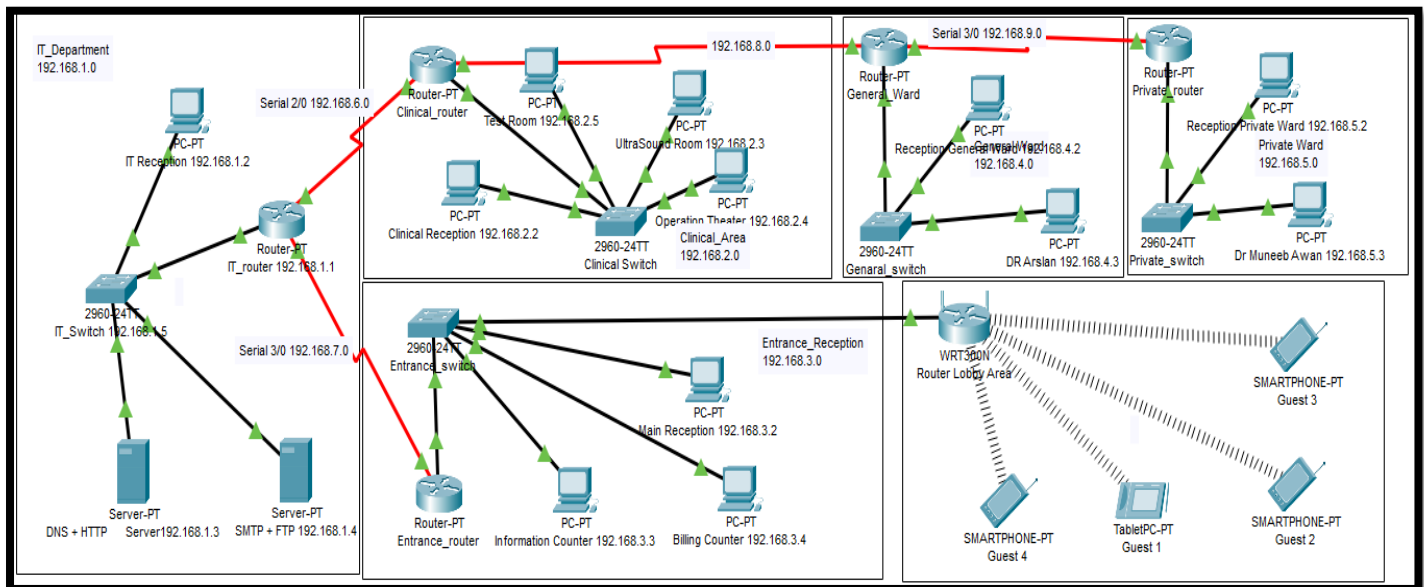 IT_Department
192.168.1.0
PC-PT
IT Reception 192.168.1.2
Serial 2/0 192.168.6.0
Router-PT
IT_router 192.168.1.1
2960-24TT
IT_Switch 192.168.1.5
Serial 3/0 192.168.7.0
Server-PT
DNS + HTTP Server192.168.1.3
Server-PT
SMTP + FTP 192.168.1.4
Router-PT
Clinical_router
PC-PT
Test Room 192.168.2.5
PC-PT
UltraSound Room 192.168.2.3
PC-PT
Clinical Reception 192.168.2.2
PC-PT
Operating Theater 192.168.2.4
2960-24TT
Clinical Switch
Clinical_Area
192.168.2.0
192.168.8.0
Router-PT
General_Ward
Serial 3/0 192.168.9.0
PC-PT
Reception General Ward 192.168.4.2
General Ward
192.168.4.0
2960-24TT
General_switch
PC-PT
DR Arslan 192.168.4.3
Router-PT
Private_router
PC-PT
Reception Private Ward 192.168.5.2
Private Ward
192.168.5.0
2960-24TT
Private_switch
PC-PT
Dr Muneeb Awan 192.168.5.3
2960-24TT
Entrance_switch
Entrance_Reception
192.168.3.0
PC-PT
Main Reception 192.168.3.2
Router-PT
Entrance_router
PC-PT
Information Counter 192.168.3.3
PC-PT
Billing Counter 192.168.3.4
WRT300N
Router Lobby Area
SMARTPHONE-PT
Guest 3
SMARTPHONE-PT
Guest 4
TabletPC-PT
Guest 1
SMARTPHONE-PT
Guest 2